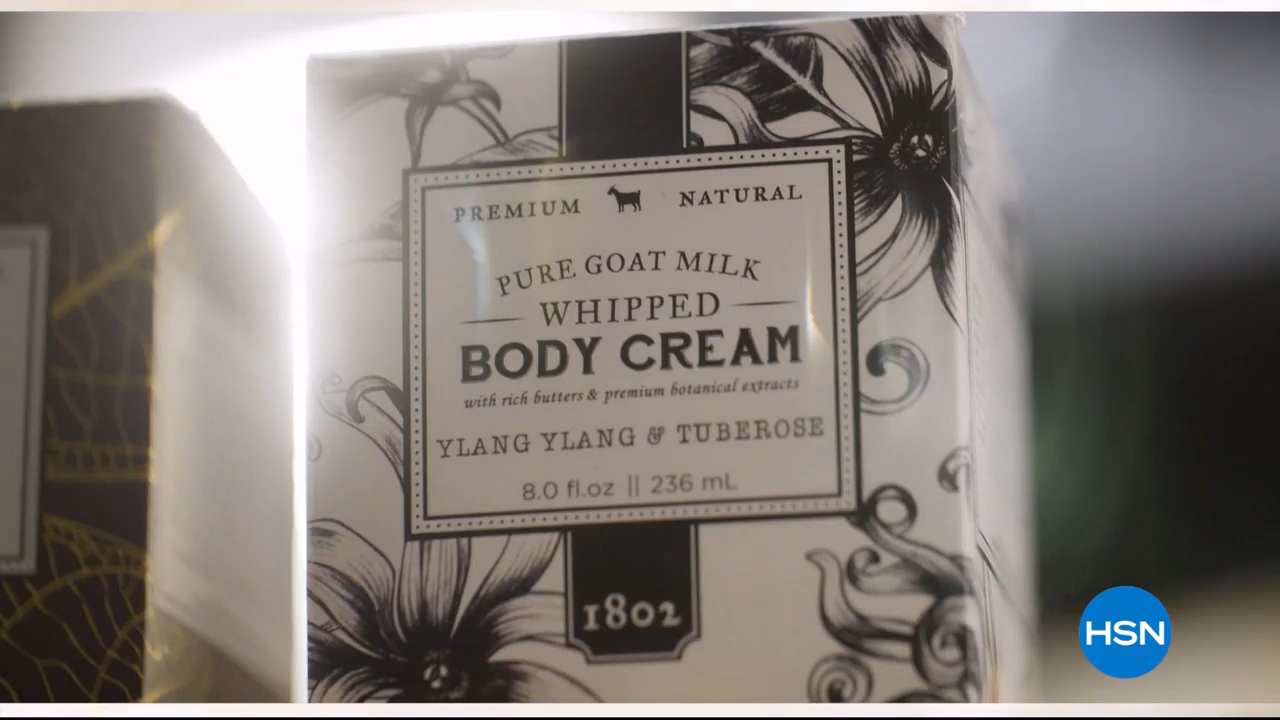 PREMIUM NATURAL
PURE GOAT MILK
WHIPPED
BODY CREAM
with rich butters & premium botanical extracts
YLANG YLANG & TUBEROSE
8.0 fl.oz || 236 mL
1802
HSN